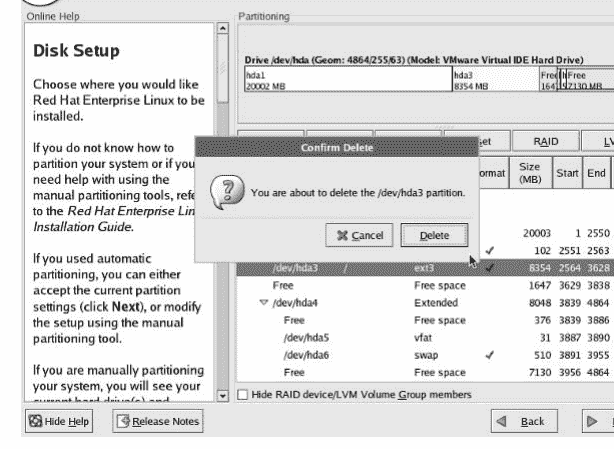 Online Help
Disk Setup
Choose where you would like
Red Hat Enterprise Linux to be
installed.
If you do not know how to
partition your system or if you
need help with using the
manual partitioning tools, refe
to the Red Hat Enterprise Lin
Installation Guide.
If you used automatic
partitioning, you can either
accept the current partition
settings (click Next), or modify
the setup using the manual
partitioning tool.
If you are manually partitioning
your system, you will see your
current hard drive(s) and
Hide Help
Release Notes
Partitioning
Drive /dev/hda (Geom: 4864/255/63) (Model: VMware Virtual IDE Hard Drive)
hda1 hda3 Free Free
20002 MB 8354 MB 7130 MB
set RAID LV
ormat Size (MB) Start End
Confirm Delete
You are about to delete the /dev/hda3 partition.
Cancel Delete
20003 1 2550
102 2551 2563
/dev/hda3 / ext3 8354 2564 3628
Free Free space 1647 3629 3838
/dev/hda4 Extended 8048 3839 4864
Free Free space 376 3839 3886
/dev/hda5 vfat 31 3887 3890
/dev/hda6 swap 510 3891 3955
Free Free space 7130 3956 4864
Hide RAID device/LVM Volume Group members
Back